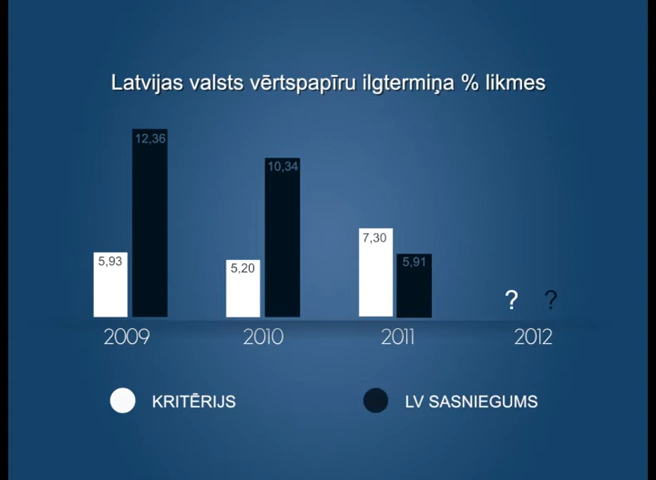 Latvijas valsts vērtspapīru ilgtermiņa % likmes
12,36
10,34
7,30
5,93
5,20
5,91
? ?
2009 2010 2011 2012
KRITĒRIJS LV SASNIEGUMS